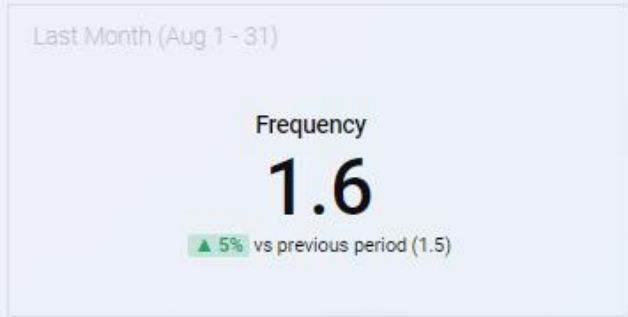 Last Month (Aug 1 - 31)
Frequency
1.6
▲ 5% vs previous period (1.5)